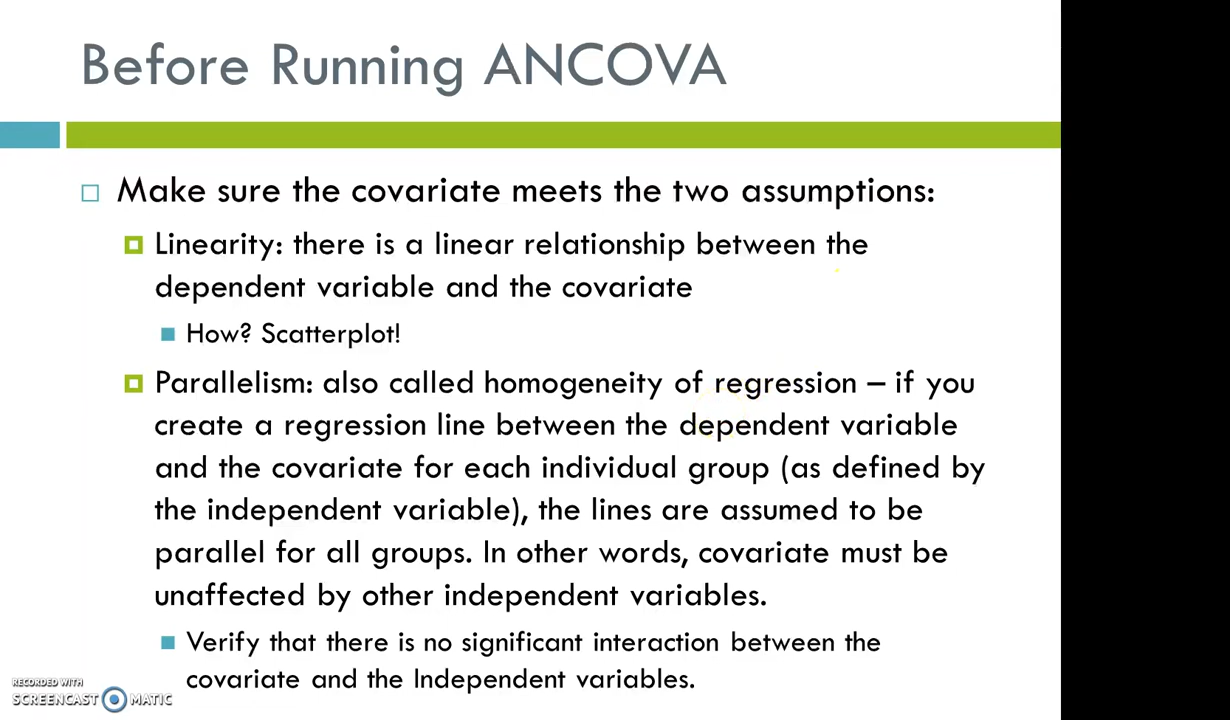 Before Running ANCOVA
Make sure the covariate meets the two assumptions:
Linearity: there is a linear relationship between the
dependent variable and the covariate
How? Scatterplot!
Parallelism: also called homogeneity of regression – if you
create a regression line between the dependent variable
and the covariate for each individual group (as defined by
the independent variable), the lines are assumed to be
parallel for all groups. In other words, covariate must be
unaffected by other independent variables.
Verify that there is no significant interaction between the
covariate and the Independent variables.
RECORDED WITH
SCREENCAST MATIC